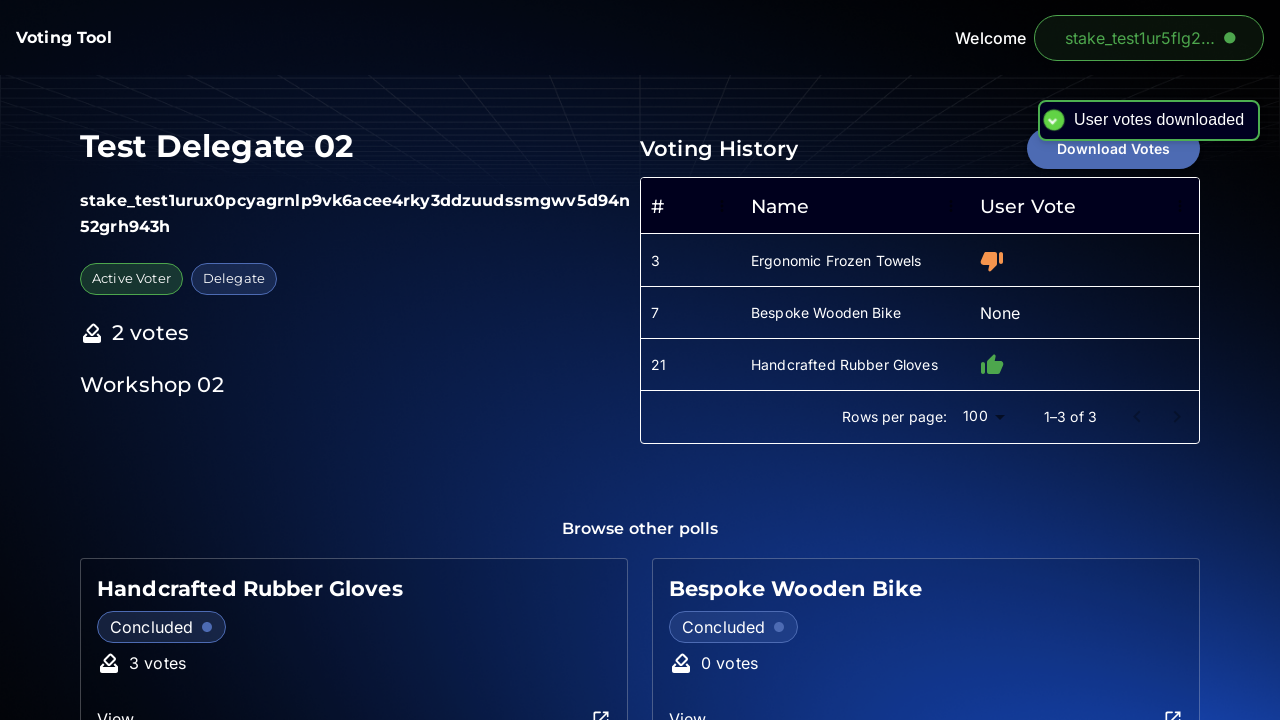 Voting Tool
Welcome
stake_test1ur5flg2...
User votes downloaded
Test Delegate 02
stake_test1urux0pcyagrnlp9vk6acee4rky3ddzuudssmgwv5d94n
52grh943h
Active Voter
Delegate
2 votes
Workshop 02
Voting History
Download Votes
# Name User Vote
3 Ergonomic Frozen Towels
7 Bespoke Wooden Bike None
21 Handcrafted Rubber Gloves
Rows per page: 100 1–3 of 3
Browse other polls
Handcrafted Rubber Gloves
Concluded
3 votes
View
Bespoke Wooden Bike
Concluded
0 votes
View